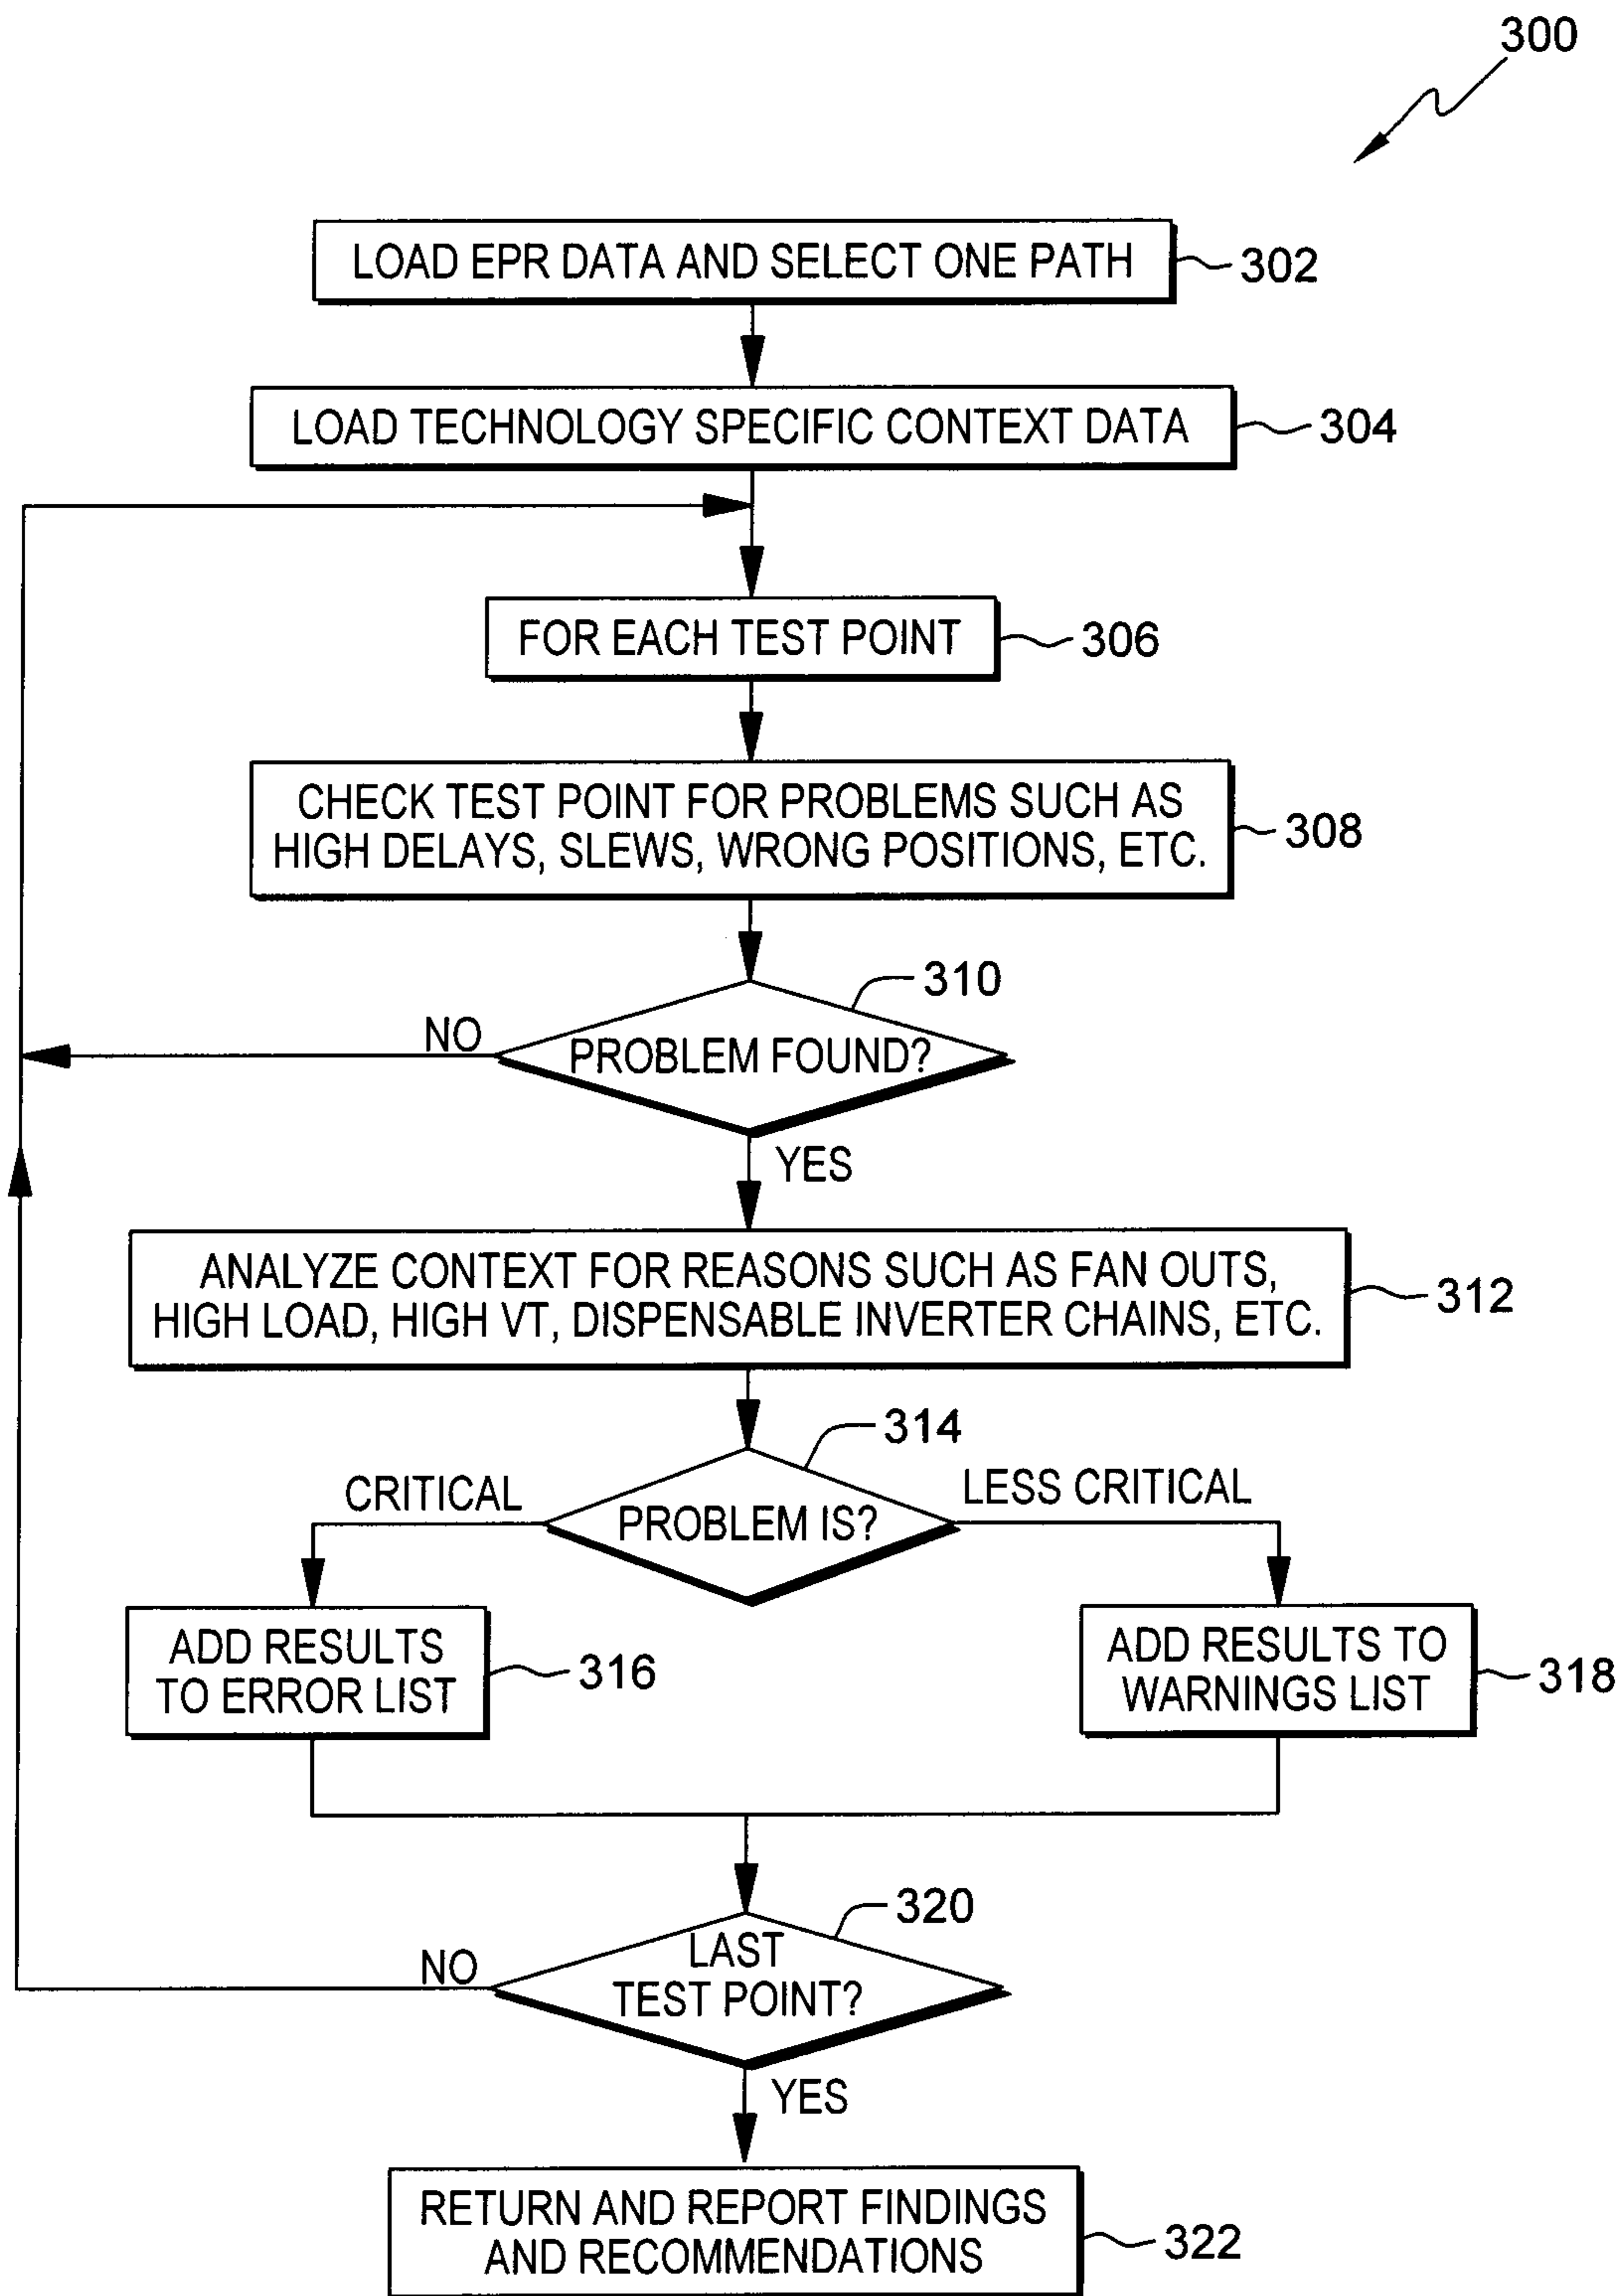 300
LOAD EPR DATA AND SELECT ONE PATH
302
LOAD TECHNOLOGY SPECIFIC CONTEXT DATA
304
FOR EACH TEST POINT
306
CHECK TEST POINT FOR PROBLEMS SUCH AS
HIGH DELAYS, SLEWS, WRONG POSITIONS, ETC.
308
310
NO
PROBLEM FOUND?
YES
ANALYZE CONTEXT FOR REASONS SUCH AS FAN OUTS,
HIGH LOAD, HIGH VT, DISPENSABLE INVERTER CHAINS, ETC.
312
314
CRITICAL
LESS CRITICAL
PROBLEM IS?
ADD RESULTS
TO ERROR LIST
316
ADD RESULTS TO
WARNINGS LIST
318
320
NO
LAST
TEST POINT?
YES
RETURN AND REPORT FINDINGS
AND RECOMMENDATIONS
322